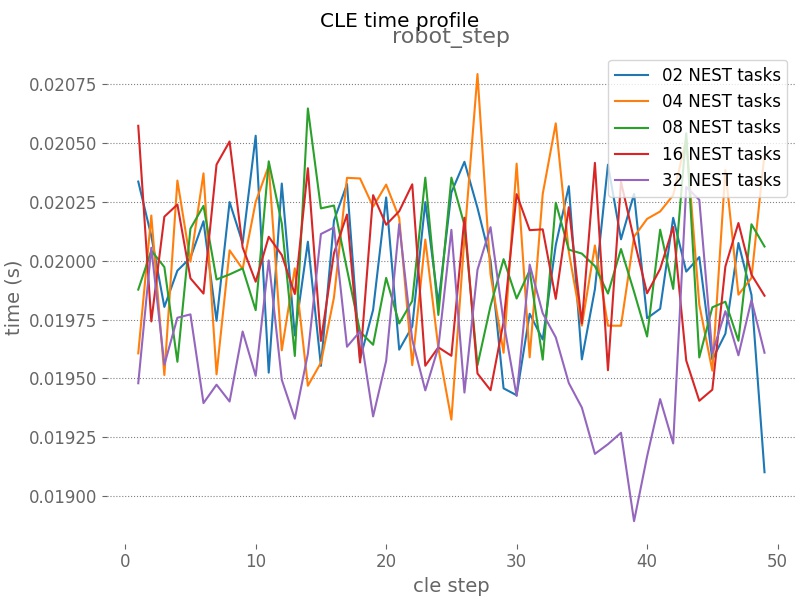 CLE time profile
robot_step
02 NEST tasks
04 NEST tasks
08 NEST tasks
16 NEST tasks
32 NEST tasks
time (s)
0.02075
0.02050
0.02025
0.02000
0.01975
0.01950
0.01925
0.01900
0 10 20 30 40 50
cle step